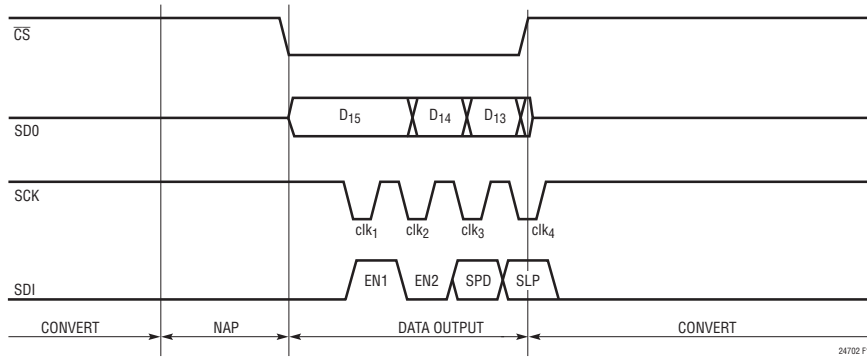 CS
D15
D14
D13
SD0
SCK
clk1
clk2
clk3
clk4
EN1
EN2
SPD
SLP
SDI
CONVERT
NAP
DATA OUTPUT
CONVERT
24702 F